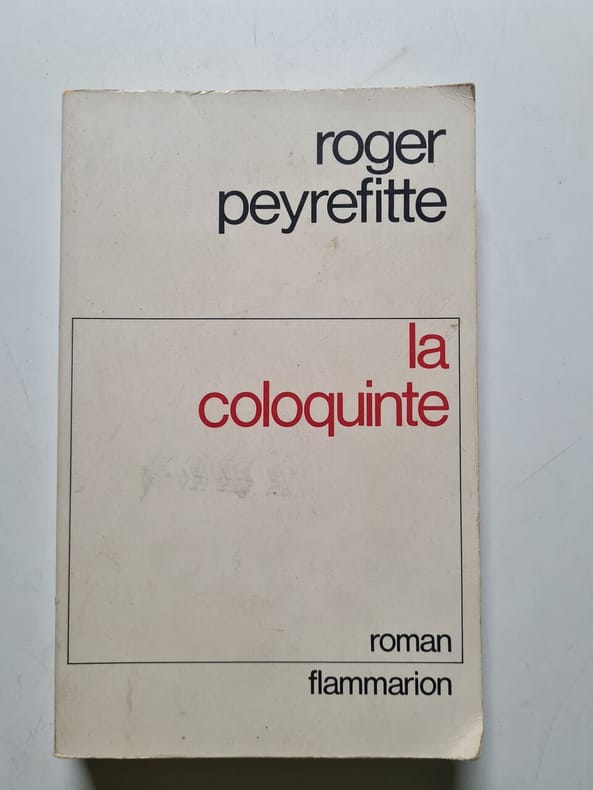 roger
peyrefitte
la
coloquinte
roman
flammarion